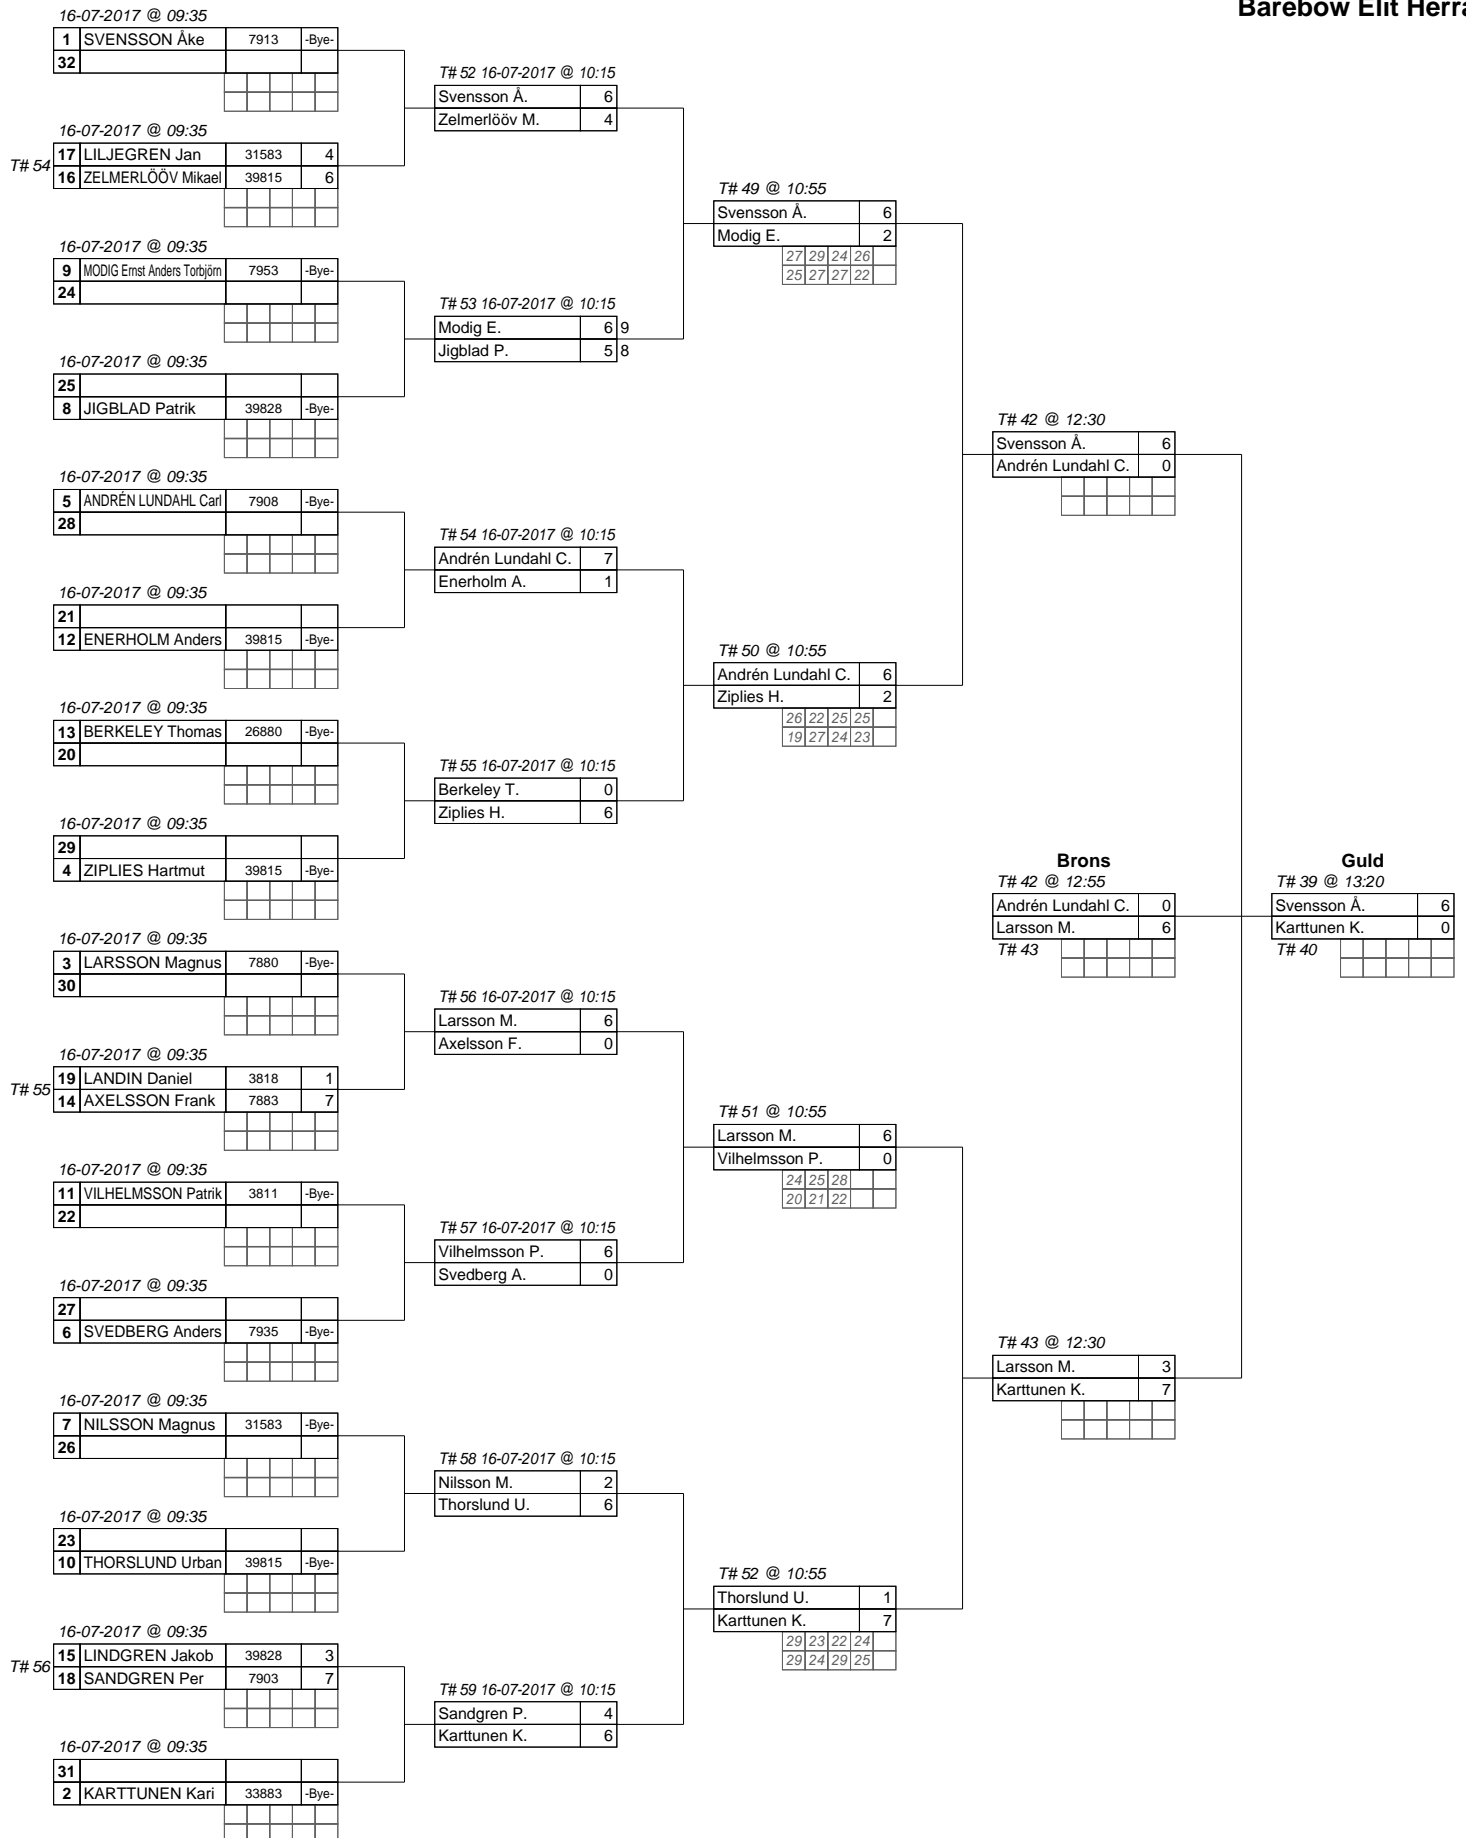 Barebow Elit Herra
16-07-2017 @ 09:35
1 SVENSSON Åke 7913 -Bye-
32
T# 52 16-07-2017 @ 10:15
Svensson Å. 6
Zelmerlööv M. 4
16-07-2017 @ 09:35
T# 54
17 LILJEGREN Jan 31583 4
16 ZELMERLÖÖV Mikael 39815 6
T# 49 @ 10:55
Svensson Å. 6
Modig E. 2
27 29 24 26
25 27 27 22
16-07-2017 @ 09:35
9 MODIG Ernst Anders Torbjörn 7953 -Bye-
24
T# 53 16-07-2017 @ 10:15
Modig E. 6 9
Jigblad P. 5 8
16-07-2017 @ 09:35
25
8 JIGBLAD Patrik 39828 -Bye-
T# 42 @ 12:30
Svensson Å. 6
Andrén Lundahl C. 0
16-07-2017 @ 09:35
5 ANDRÉN LUNDAHL Carl 7908 -Bye-
28
T# 54 16-07-2017 @ 10:15
Andrén Lundahl C. 7
Enerholm A. 1
16-07-2017 @ 09:35
21
12 ENERHOLM Anders 39815 -Bye-
T# 50 @ 10:55
Andrén Lundahl C. 6
Ziplies H. 2
26 22 25 25
19 27 24 23
16-07-2017 @ 09:35
13 BERKELEY Thomas 26880 -Bye-
20
T# 55 16-07-2017 @ 10:15
Berkeley T. 0
Ziplies H. 6
16-07-2017 @ 09:35
29
4 ZIPLIES Hartmut 39815 -Bye-
Brons
T# 42 @ 12:55
Andrén Lundahl C. 0
Larsson M. 6
T# 43
Guld
T# 39 @ 13:20
Svensson Å. 6
Karttunen K. 0
T# 40
16-07-2017 @ 09:35
3 LARSSON Magnus 7880 -Bye-
30
T# 56 16-07-2017 @ 10:15
Larsson M. 6
Axelsson F. 0
16-07-2017 @ 09:35
T# 55
19 LANDIN Daniel 3818 1
14 AXELSSON Frank 7883 7
T# 51 @ 10:55
Larsson M. 6
Vilhelmsson P. 0
24 25 28
20 21 22
16-07-2017 @ 09:35
11 VILHELMSSON Patrik 3811 -Bye-
22
T# 57 16-07-2017 @ 10:15
Vilhelmsson P. 6
Svedberg A. 0
16-07-2017 @ 09:35
27
6 SVEDBERG Anders 7935 -Bye-
T# 43 @ 12:30
Larsson M. 3
Karttunen K. 7
16-07-2017 @ 09:35
7 NILSSON Magnus 31583 -Bye-
26
T# 58 16-07-2017 @ 10:15
Nilsson M. 2
Thorslund U. 6
16-07-2017 @ 09:35
23
10 THORSLUND Urban 39815 -Bye-
T# 52 @ 10:55
Thorslund U. 1
Karttunen K. 7
29 23 22 24
29 24 29 25
16-07-2017 @ 09:35
T# 56
15 LINDGREN Jakob 39828 3
18 SANDGREN Per 7903 7
T# 59 16-07-2017 @ 10:15
Sandgren P. 4
Karttunen K. 6
16-07-2017 @ 09:35
31
2 KARTTUNEN Kari 33883 -Bye-